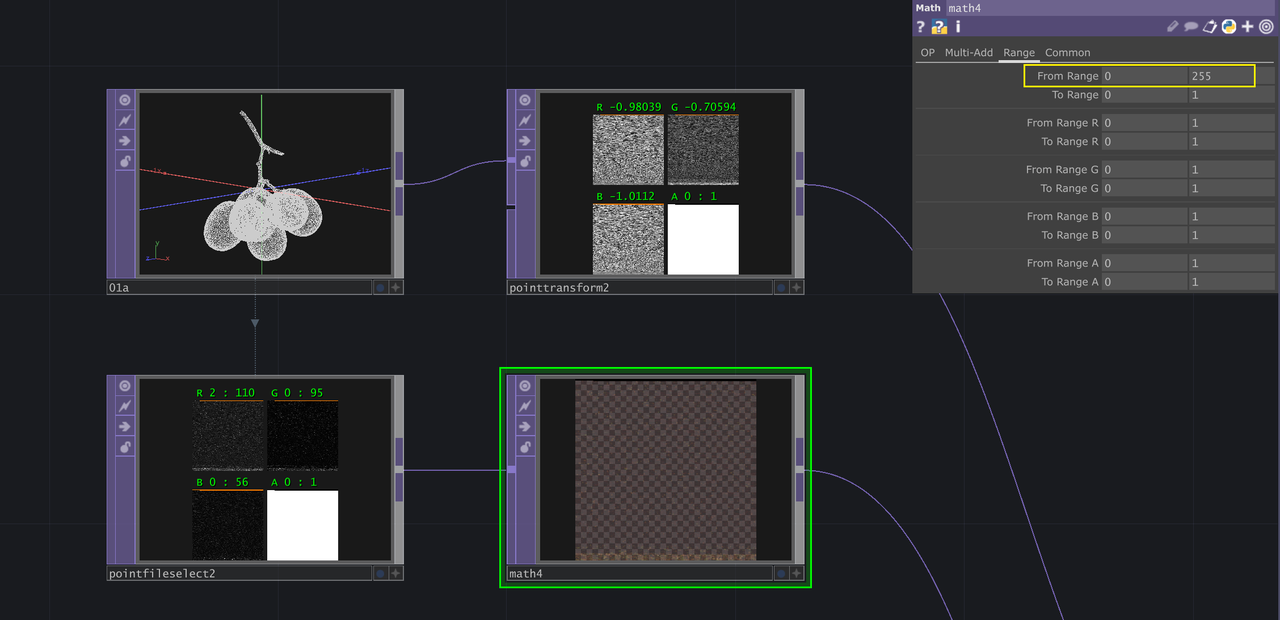 Math math4
OP Multi-Add Range Common
From Range 0 255
To Range 0 1
From Range R 0 1
To Range R 0 1
From Range G 0 1
To Range G 0 1
From Range B 0 1
To Range B 0 1
From Range A 0 1
To Range A 0 1
y
z x
01a
R -0.98039 G -0.70594
B -1.0112 A 0 : 1
pointtransform2
R 2 : 110 G 0 : 95
B 0 : 56 A 0 : 1
pointfileselect2
math4